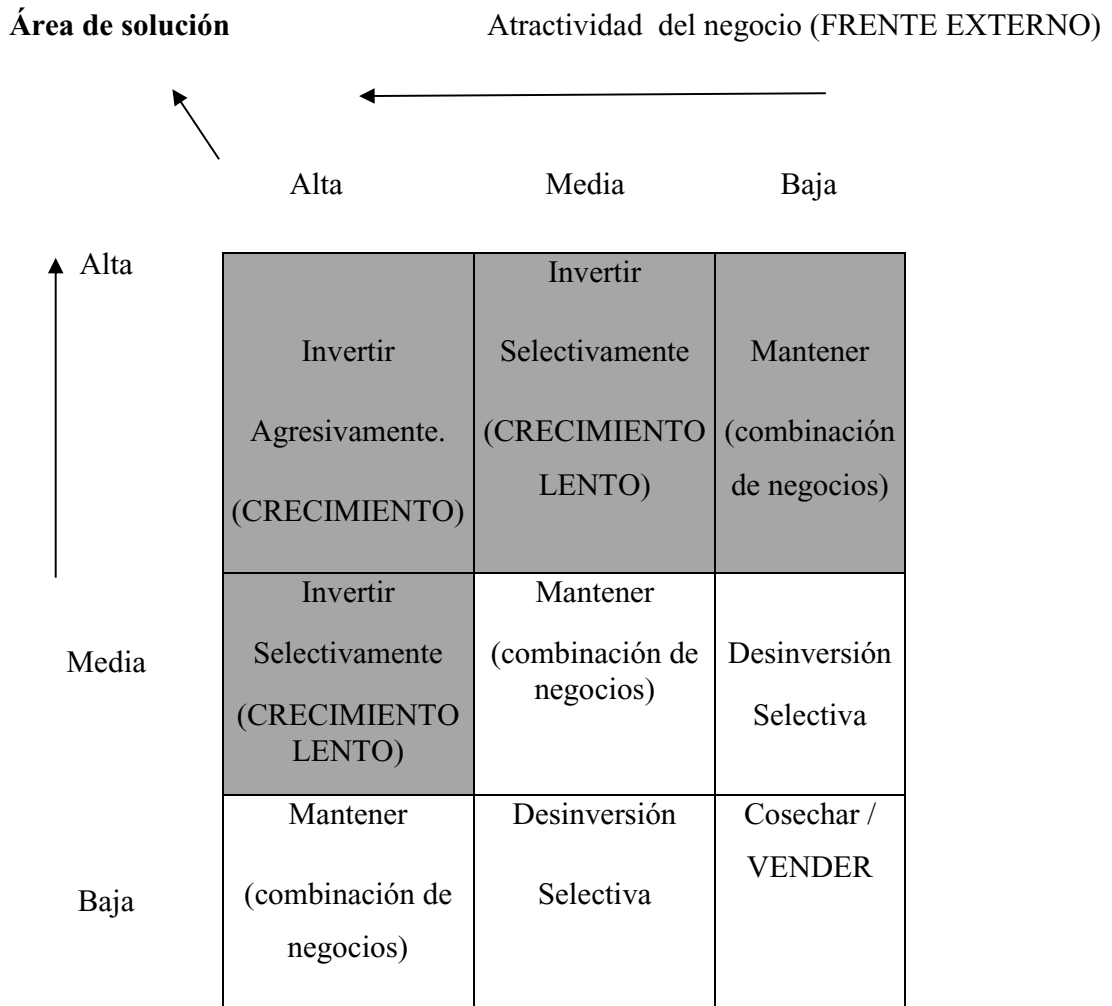 Área de solución
Atractividad del negocio (FRENTE EXTERNO)
Alta
Media
Baja
Alta
Invertir
Agresivamente.
(CRECIMIENTO)
Invertir
Selectivamente
(CRECIMIENTO
LENTO)
Mantener
(combinación
de negocios)
Media
Invertir
Selectivamente
(CRECIMIENTO
LENTO)
Mantener
(combinación de
negocios)
Desinversión
Selectiva
Baja
Mantener
(combinación de
negocios)
Desinversión
Selectiva
Cosechar /
VENDER